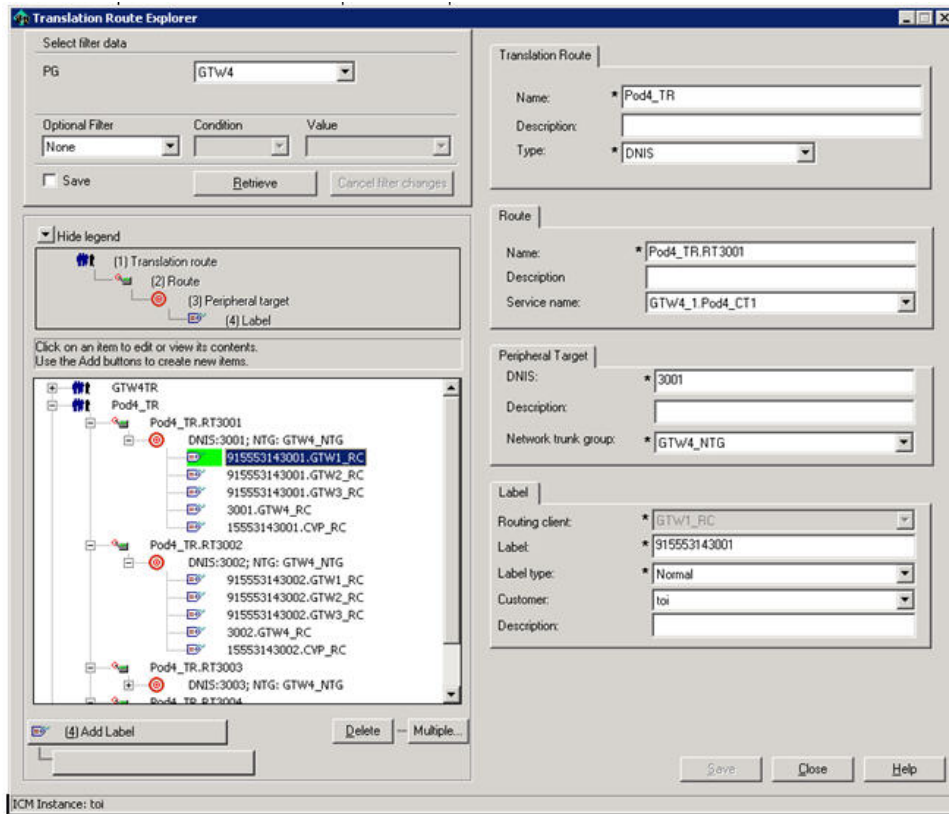 Translation Route Explorer
Select filter data
PG
GTW4
Optional Filter Condition Value
None
Save
Retrieve
Cancel filter changes
Hide legend
(1) Translation route
(2) Route
(3) Peripheral target
(4) Label
Click on an item to edit or view its contents.
Use the Add buttons to create new items.
GTW4TR
Pod4_TR
Pod4_TR.RT3001
DNIS:3001; NTG: GTW4_NTG
915553143001.GTW1_RC
915553143001.GTW2_RC
915553143001.GTW3_RC
3001.GTW4_RC
15553143001.CVP_RC
Pod4_TR.RT3002
DNIS:3002; NTG: GTW4_NTG
915553143002.GTW1_RC
915553143002.GTW2_RC
915553143002.GTW3_RC
3002.GTW4_RC
15553143002.CVP_RC
Pod4_TR.RT3003
DNIS:3003; NTG: GTW4_NTG
Pod4_TR.RT3004
(4) Add Label
Delete
Multiple...
Translation Route
Name: * Pod4_TR
Description:
Type: * DNIS
Route
Name: * Pod4_TR.RT3001
Description
Service name: GTW4_1.Pod4_CT1
Peripheral Target
DNIS: * 3001
Description:
Network trunk group: * GTW4_NTG
Label
Routing client: * GTW1_RC
Label: * 915553143001
Label type: * Normal
Customer: toi
Description:
Save
Close
Help
ICM Instance: toi